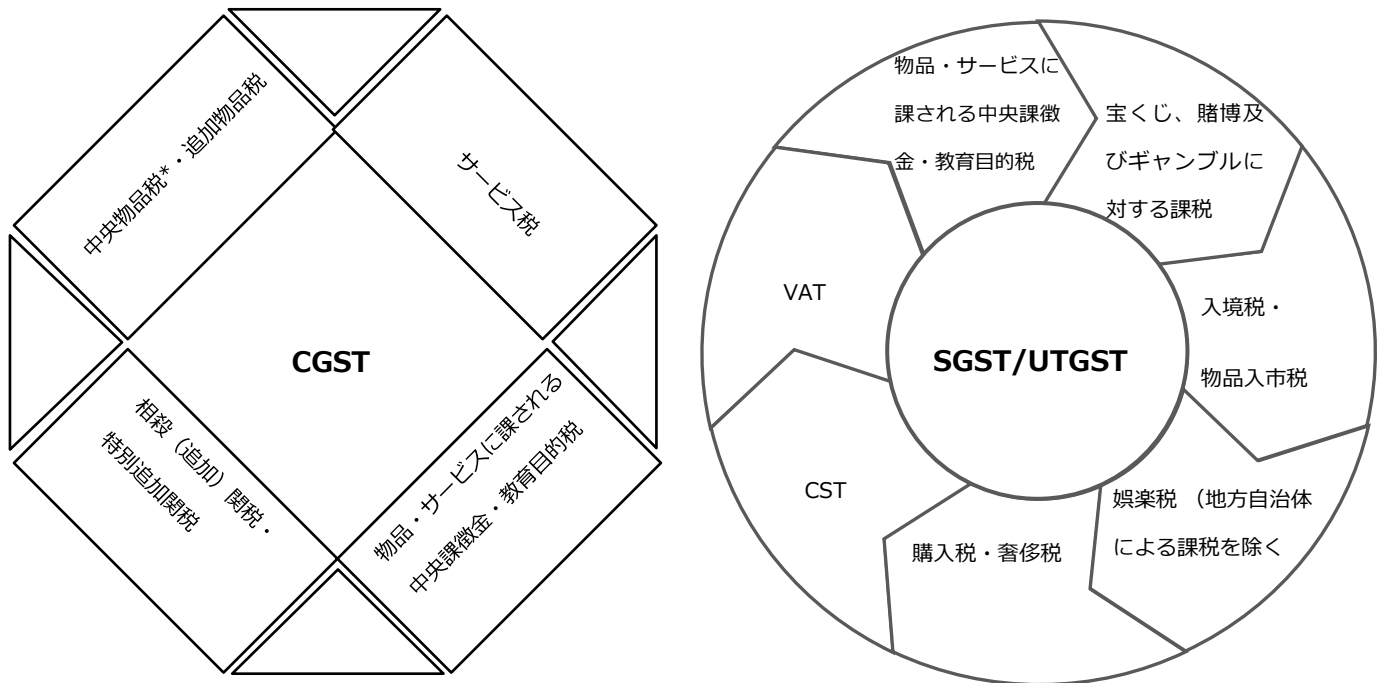 中央物品税*・追加物品税
サービス税
CGST
相殺（追加）関税・
特別追加関税
物品・サービスに課される
中央課徴金・教育目的税
物品・サービスに
課される中央課徴
金・教育目的税
宝くじ、賭博及
びギャンブルに
対する課税
VAT
入境税・
物品入市税
SGST/UTGST
CST
購入税・奢侈税
娯楽税 （地方自治体
による課税を除く